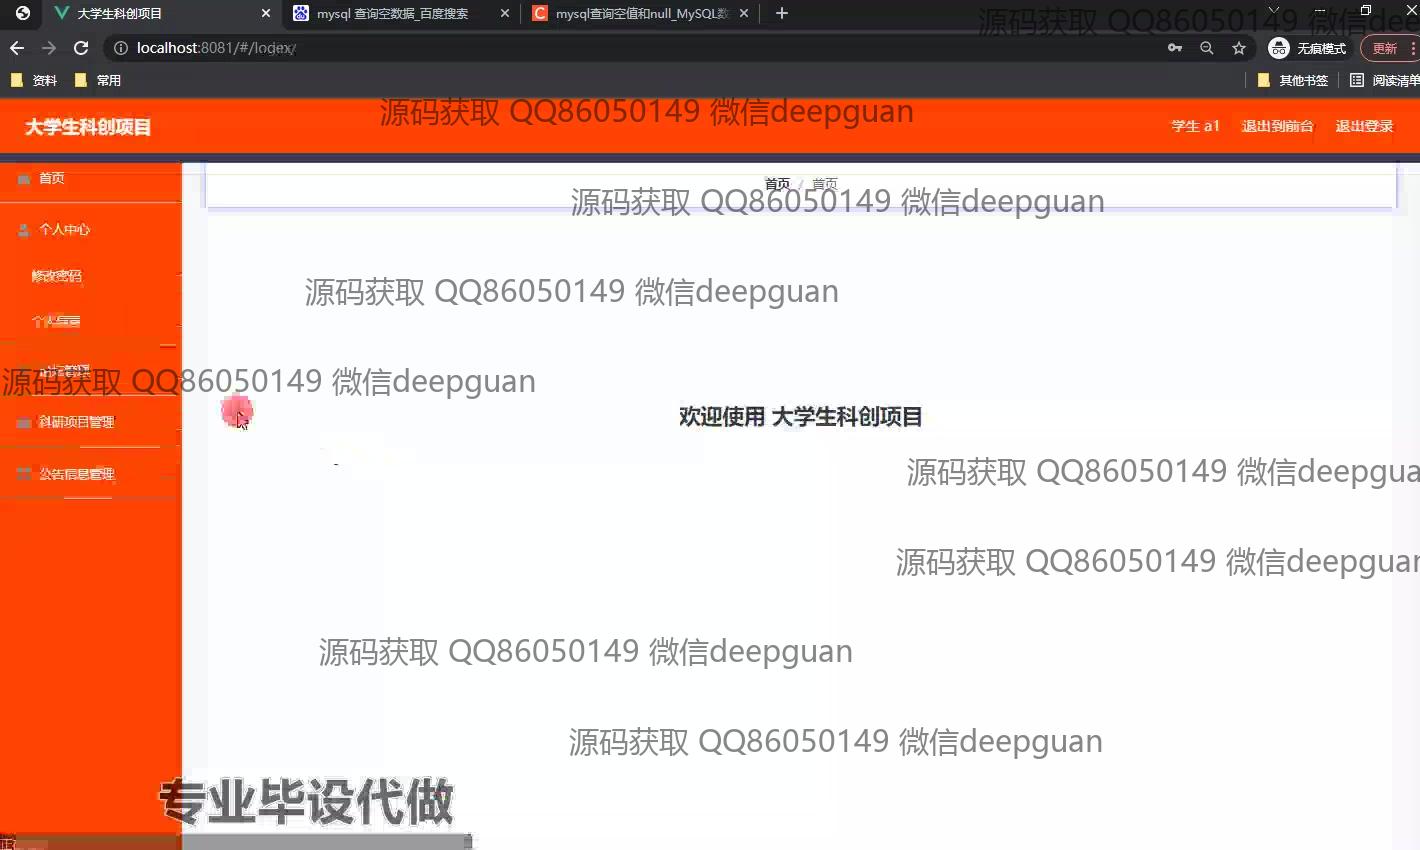 大学生科创项目
mysql 查询空数据_百度搜索
mysql查询空值和null_MySQL数
源码获取 QQ86050149 微信dee
localhost:8081/#/
无痕模式
更新
资料
常用
其他书签
阅读清单
大学生科创项目
源码获取 QQ86050149 微信deepguan
学生 a1
退出到前台
退出登录
首页
首页 / 首页
源码获取 QQ86050149 微信deepguan
个人中心
修改密码
源码获取 QQ86050149 微信deepguan
个人信息
源码获取 QQ86050149 微信deepguan
科研项目管理
欢迎使用 大学生科创项目
公告信息管理
源码获取 QQ86050149 微信deepgua
源码获取 QQ86050149 微信deepguan
源码获取 QQ86050149 微信deepguan
源码获取 QQ86050149 微信deepguan
专业毕设代做